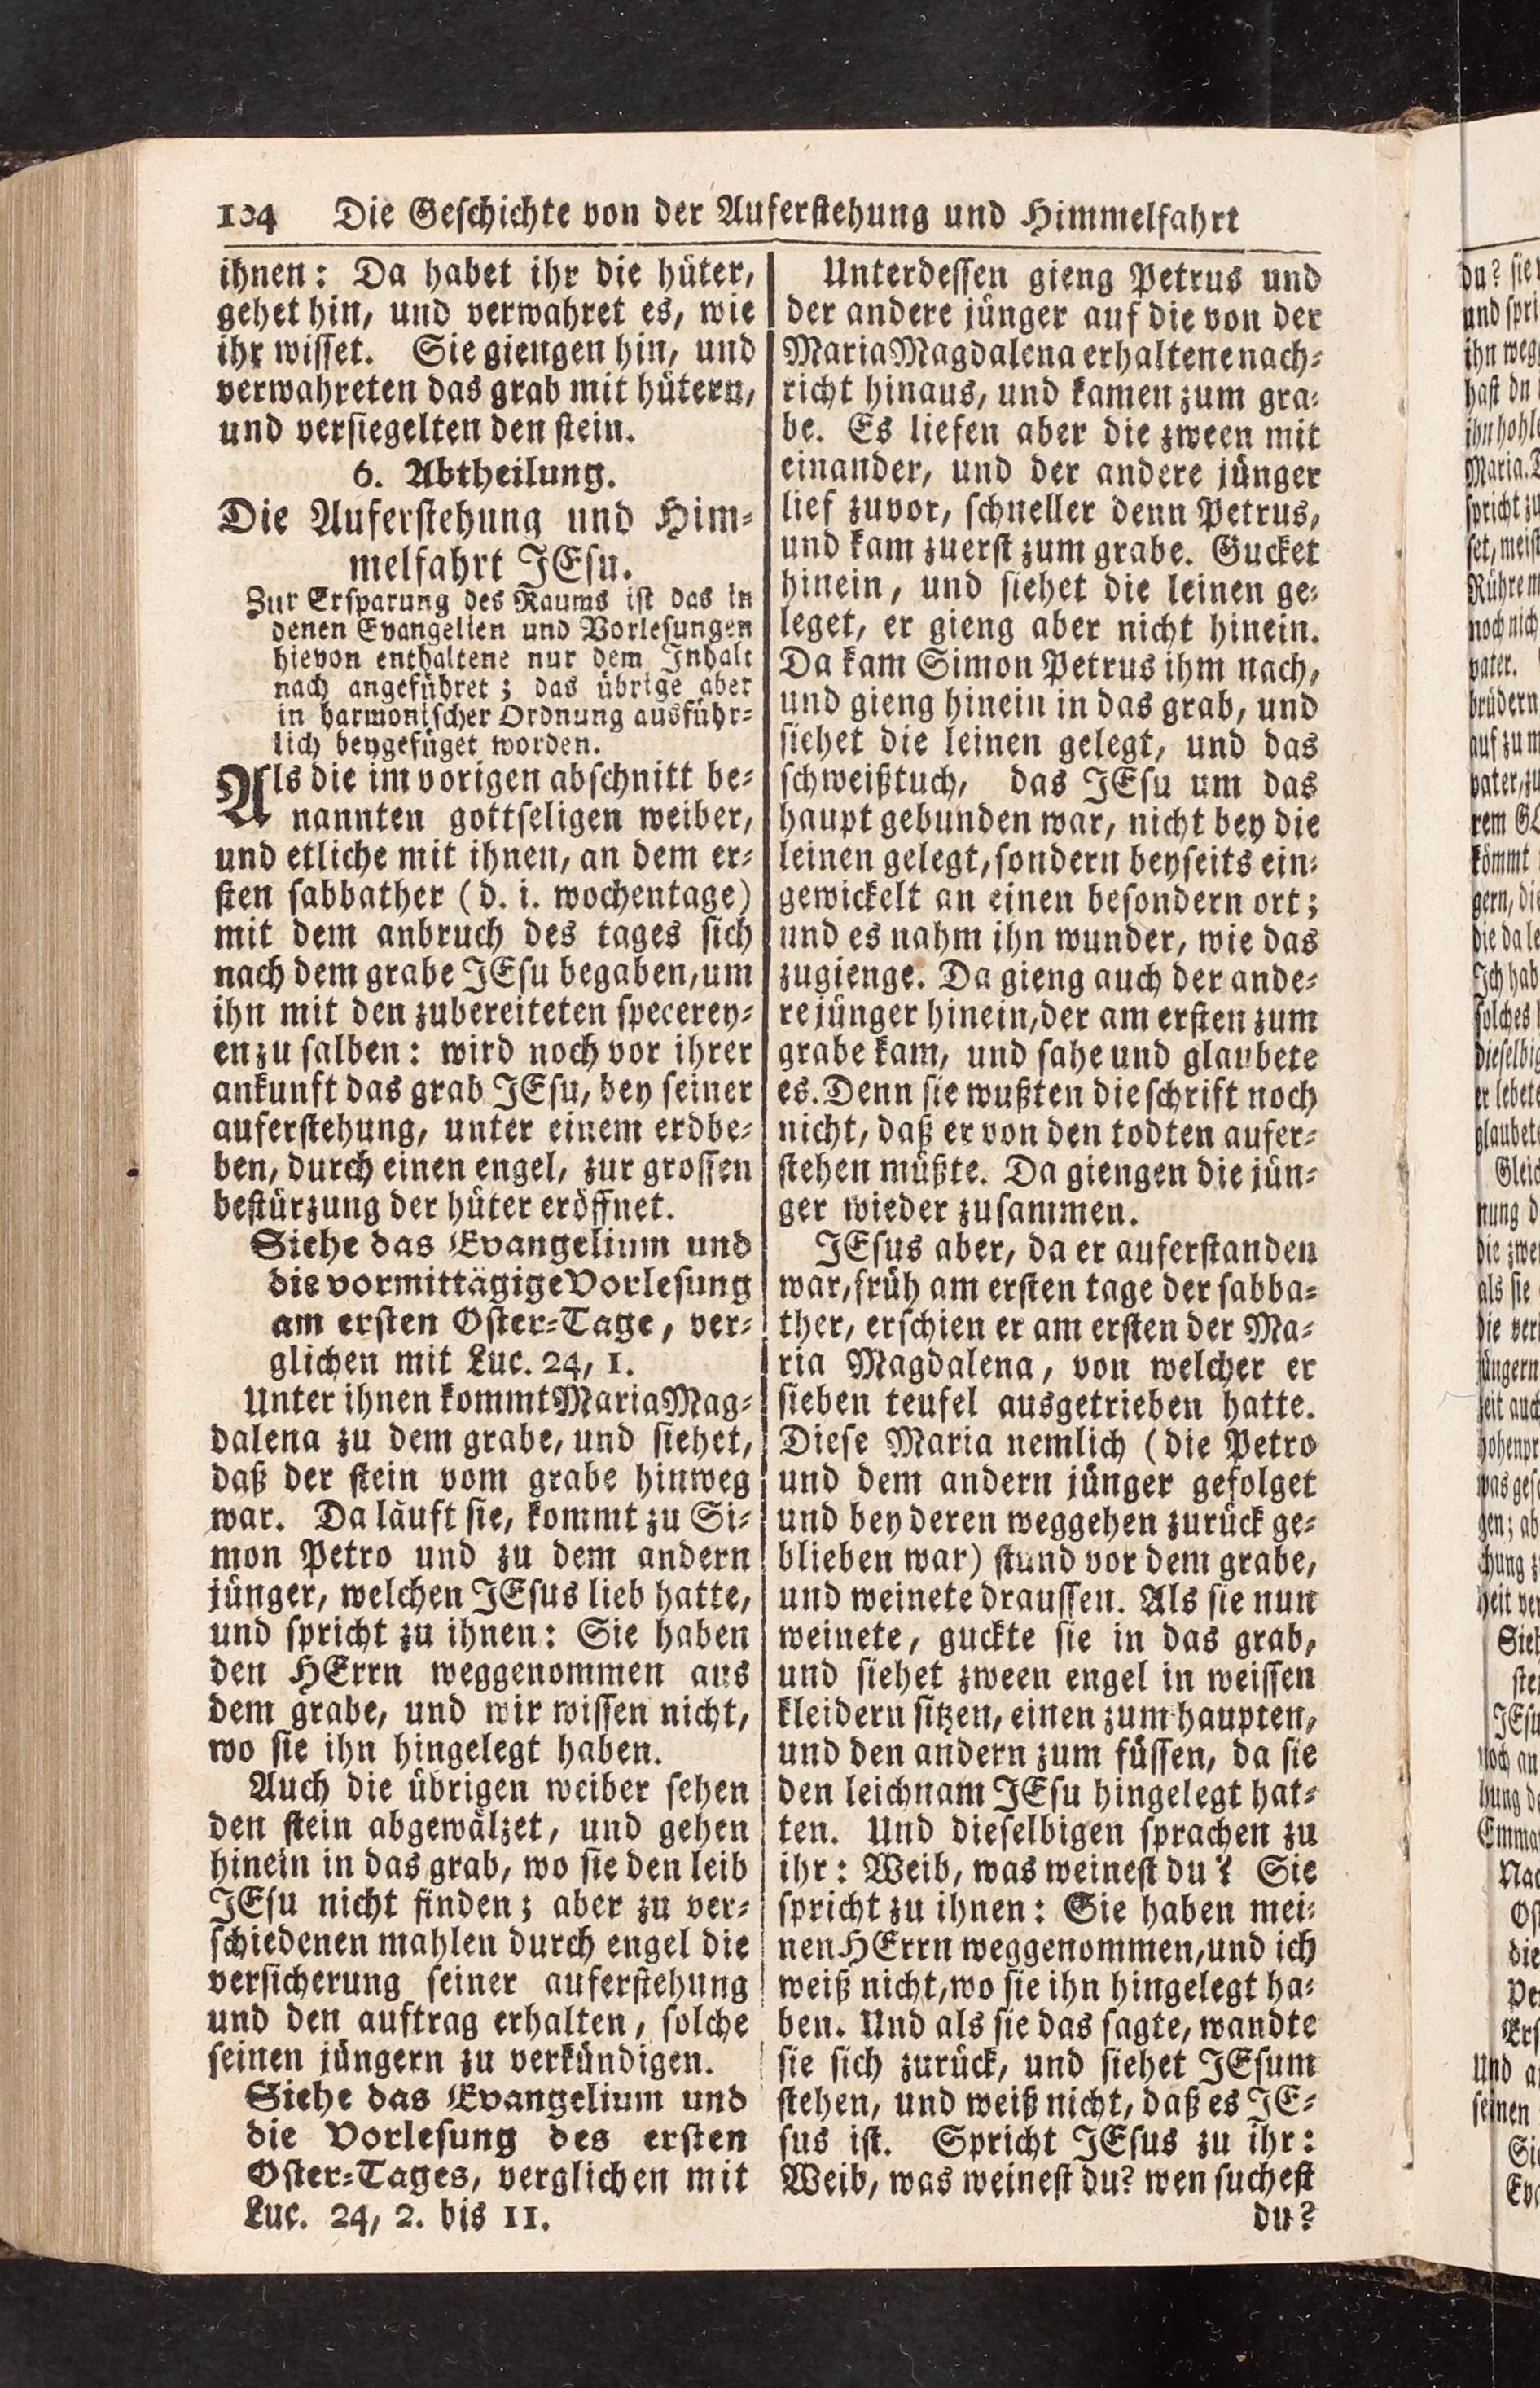 104 Die Geschichte von der Auferstehung und Himmelfahrt
ihnen: Da habet ihr die hüter,
gehet hin, und verwahret es, wie
ihr wisset. Sie giengen hin, und
verwahreten das grab mit hütern,
und versiegelten den stein.
6. Abtheilung.
Die Auferstehung und Him-
melfahrt JEsu.
Zur Ersparung des Raums ist das in
denen Evangelien und Vorlesungen
hievon enthaltene nur dem Inhalt
nach angeführet; das übrige aber
in harmonischer Ordnung ausführ-
lich beygefüget worden.
Als die im vorigen abschnitt be-
nannten gottseligen weiber,
und etliche mit ihnen, an dem er-
sten sabbather (d. i. wochentage)
mit dem anbruch des tages sich
nach dem grabe JEsu begaben, um
ihn mit den zubereiteten specerey-
en zu salben: wird noch vor ihrer
ankunft das grab JEsu, bey seiner
auferstehung, unter einem erdbe-
ben, durch einen engel, zur grossen
bestürzung der hüter eröffnet.
Siehe das Evangelium und
die vormittägige Vorlesung
am ersten Oster-Tage, ver-
glichen mit Luc. 24, 1.
Unter ihnen kommt Maria Mag-
dalena zu dem grabe, und siehet,
daß der stein vom grabe hinweg
war. Da läuft sie, kommt zu Si-
mon Petro und zu dem andern
jünger, welchen JEsus lieb hatte,
und spricht zu ihnen: Sie haben
den HErrn weggenommen aus
dem grabe, und wir wissen nicht,
wo sie ihn hingelegt haben.
Auch die übrigen weiber sehen
den stein abgewälzet, und gehen
hinein in das grab, wo sie den leib
JEsu nicht finden; aber zu ver-
schiedenen mahlen durch engel die
versicherung seiner auferstehung
und den auftrag erhalten, solche
seinen jüngern zu verkündigen.
Siehe das Evangelium und
die Vorlesung des ersten
Oster-Tages, verglichen mit
Luc. 24, 2. bis 11.
Unterdessen gieng Petrus und
der andere jünger auf die von der
Maria Magdalena erhaltene nach-
richt hinaus, und kamen zum gra-
be. Es liefen aber die zween mit
einander, und der andere jünger
lief zuvor, schneller denn Petrus,
und kam zuerst zum grabe. Gucket
hinein, und siehet die leinen ge-
leget, er gieng aber nicht hinein.
Da kam Simon Petrus ihm nach,
und gieng hinein in das grab, und
siehet die leinen gelegt, und das
schweißtuch, das JEsu um das
haupt gebunden war, nicht bey die
leinen gelegt, sondern beyseits ein-
gewickelt an einen besondern ort;
und es nahm ihn wunder, wie das
zugienge. Da gieng auch der ande-
re jünger hinein, der am ersten zum
grabe kam, und sahe und glaubete
es. Denn sie wußten die schrift noch
nicht, daß er von den todten aufer-
stehen müßte. Da giengen die jün-
ger wieder zusammen.
JEsus aber, da er auferstanden
war, früh am ersten tage der sabba-
ther, erschien er am ersten der Ma-
ria Magdalena, von welcher er
sieben teufel ausgetrieben hatte.
Diese Maria nemlich (die Petro
und dem andern jünger gefolget
und bey deren weggehen zurück ge-
blieben war) stund vor dem grabe,
und weinete draussen. Als sie nun
weinete, guckte sie in das grab,
und siehet zween engel in weissen
kleidern sitzen, einen zum haupten,
und den andern zum füssen, da sie
den leichnam JEsu hingelegt hat-
ten. Und dieselbigen sprachen zu
ihr: Weib, was weinest du? Sie
spricht zu ihnen: Sie haben mei-
nen HErrn weggenommen, und ich
weiß nicht, wo sie ihn hingelegt ha-
ben. Und als sie das sagte, wandte
sie sich zurück, und siehet JEsum
stehen, und weiß nicht, daß es JE-
sus ist. Spricht JEsus zu ihr:
Weib, was weinest du? wen suchest
du?